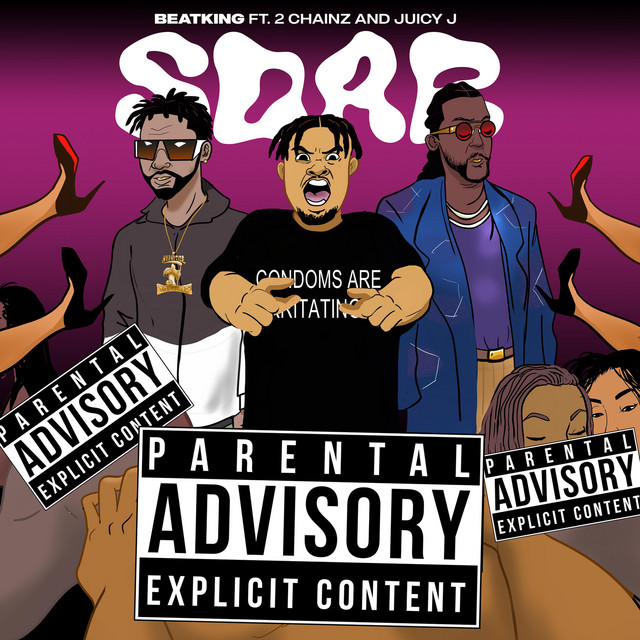 BEATKING FT. 2 CHAINZ AND JUICY J
SDAB
CONDOMS ARE
IRRITATING
PARENTAL
ADVISORY
EXPLICIT CONTENT
PARENTAL
ADVISORY
EXPLICIT CONTENT
PARENTAL
ADVISORY
EXPLICIT CONTENT